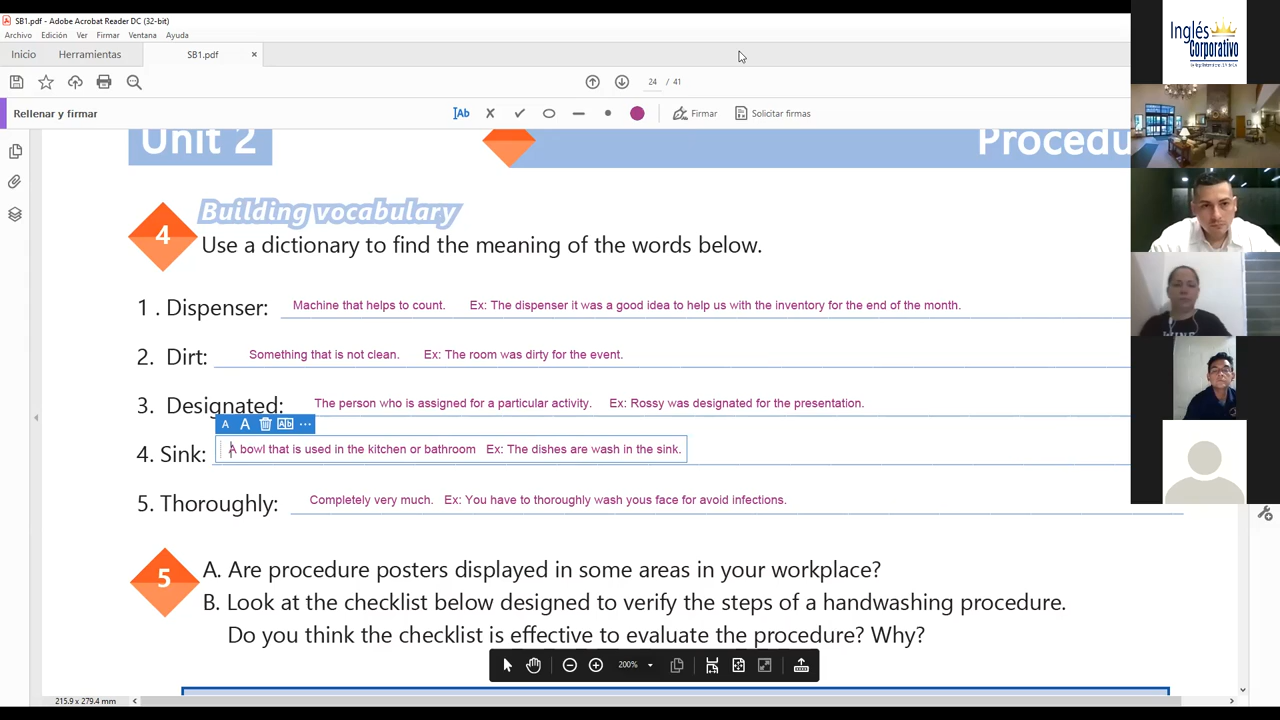 SB1.pdf - Adobe Acrobat Reader DC (32-bit)
Archivo Edición Ver Firmar Ventana Ayuda
Inicio Herramientas SB1.pdf ×
24 / 41
Rellenar y firmar
Ab Firmar Solicitar firmas
Inglés
Corporativo
Unit 2 Procedu
4 Building vocabulary
Use a dictionary to find the meaning of the words below.
1 . Dispenser: Machine that helps to count. Ex: The dispenser it was a good idea to help us with the inventory for the end of the month.
2. Dirt: Something that is not clean. Ex: The room was dirty for the event.
3. Designated: The person who is assigned for a particular activity. Ex: Rossy was designated for the presentation.
A A Ab ...
4. Sink: A bowl that is used in the kitchen or bathroom Ex: The dishes are wash in the sink.
5. Thoroughly: Completely very much. Ex: You have to thoroughly wash yous face for avoid infections.
5 A. Are procedure posters displayed in some areas in your workplace?
B. Look at the checklist below designed to verify the steps of a handwashing procedure.
Do you think the checklist is effective to evaluate the procedure? Why?
200%
215.9 x 279.4 mm